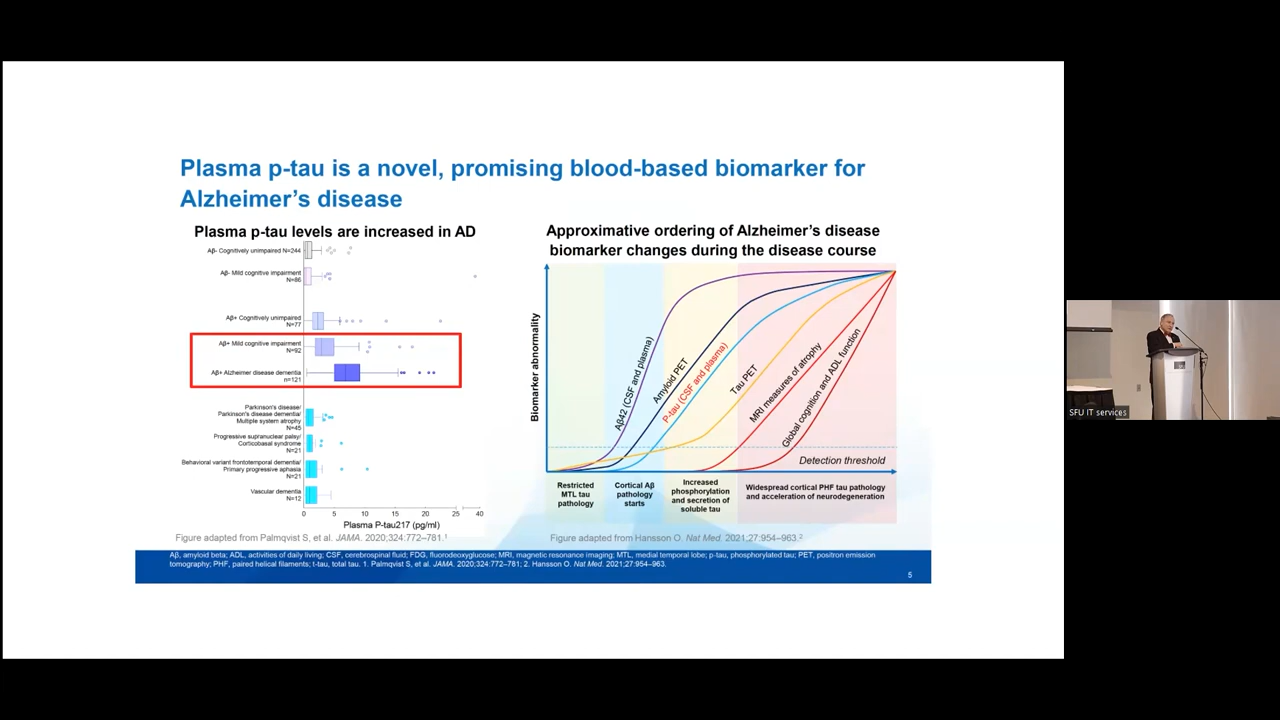 Plasma p-tau is a novel, promising blood-based biomarker for
Alzheimer's disease
Plasma p-tau levels are increased in AD
Aβ- Cognitively unimpaired N=244
Aβ- Mild cognitive impairment
N=86
Aβ+ Cognitively unimpaired
N=77
Aβ+ Mild cognitive impairment
N=92
Aβ+ Alzheimer disease dementia
n=121
Parkinson's disease/
Parkinson's disease dementia/
Multiple system atrophy
N=45
Progressive supranuclear palsy/
Corticobasal syndrome
N=21
Behavioral variant frontotemporal dementia/
Primary progressive aphasia
N=21
Vascular dementia
N=12
0 5 10 15 20 25 40
Plasma P-tau217 (pg/ml)
Figure adapted from Palmqvist S, et al. JAMA. 2020;324:772–781.1
Approximative ordering of Alzheimer's disease
biomarker changes during the disease course
Biomarker abnormality
Aβ42 (CSF and plasma)
Amyloid PET
P-tau (CSF and plasma)
Tau PET
MRI measures of atrophy
Global cognition and ADL function
Detection threshold
Restricted
MTL tau
pathology
Cortical Aβ
pathology
starts
Increased
phosphorylation
and secretion of
soluble tau
Widespread cortical PHF tau pathology
and acceleration of neurodegeneration
Figure adapted from Hansson O. Nat Med. 2021;27:954–963.2
Aβ, amyloid beta; ADL, activities of daily living; CSF, cerebrospinal fluid; FDG, fluorodeoxyglucose; MRI, magnetic resonance imaging; MTL, medial temporal lobe; p-tau, phosphorylated tau; PET, positron emission
tomography; PHF, paired helical filaments; t-tau, total tau. 1. Palmqvist S, et al. JAMA. 2020;324:772–781; 2. Hansson O. Nat Med. 2021;27:954–963.
5
SFU IT services